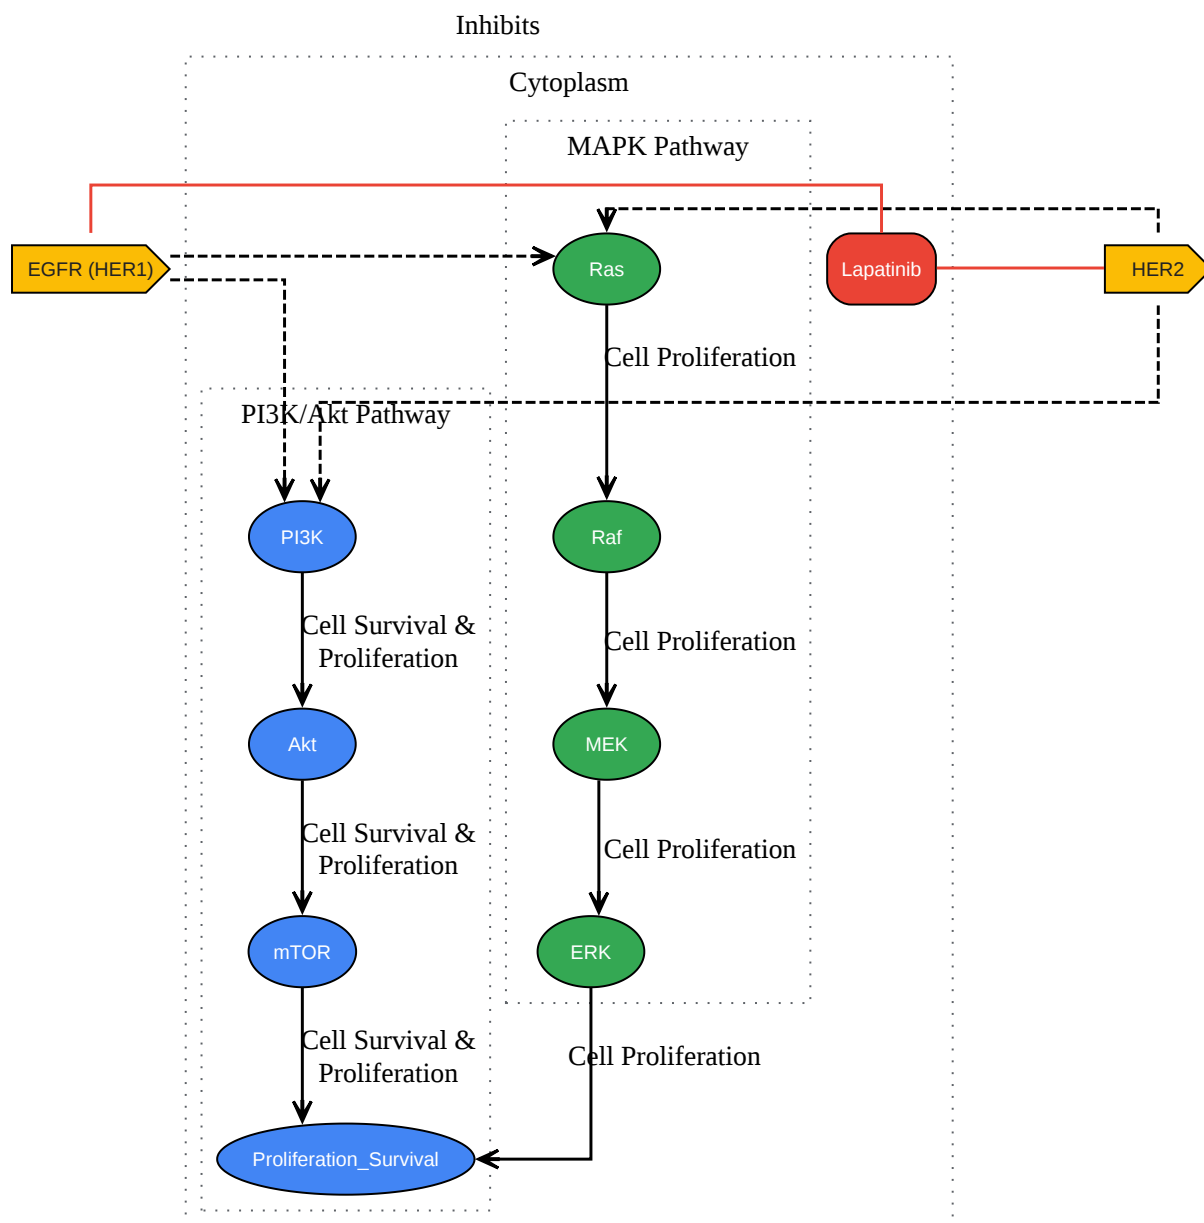 Inhibits
Cytoplasm
MAPK Pathway
EGFR (HER1)
Ras
Lapatinib
HER2
Cell Proliferation
PI3K/Akt Pathway
PI3K
Raf
Cell Survival &
Proliferation
Cell Proliferation
Akt
MEK
Cell Survival &
Proliferation
Cell Proliferation
mTOR
ERK
Cell Survival &
Proliferation
Cell Proliferation
Proliferation_Survival